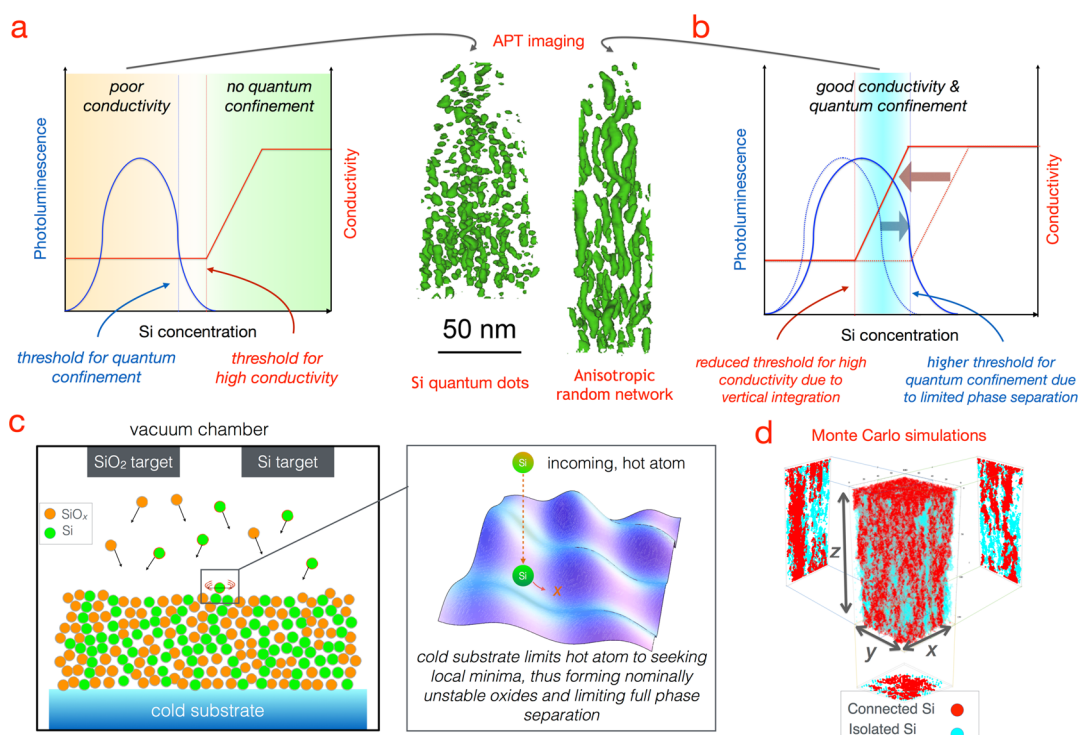 a
APT imaging
b
poor
conductivity
no quantum
confinement
Photoluminescence
Conductivity
Si concentration
threshold for quantum
confinement
threshold for
high conductivity
50 nm
Si quantum dots
Anisotropic
random network
good conductivity &
quantum confinement
Photoluminescence
Conductivity
Si concentration
reduced threshold for high
conductivity due to
vertical integration
higher threshold for
quantum confinement due
to limited phase separation
c
vacuum chamber
SiO₂ target
Si target
SiOₓ
Si
cold substrate
Si
incoming, hot atom
Si
x
cold substrate limits hot atom to seeking
local minima, thus forming nominally
unstable oxides and limiting full phase
separation
d
Monte Carlo simulations
z
y
x
Connected Si
Isolated Si